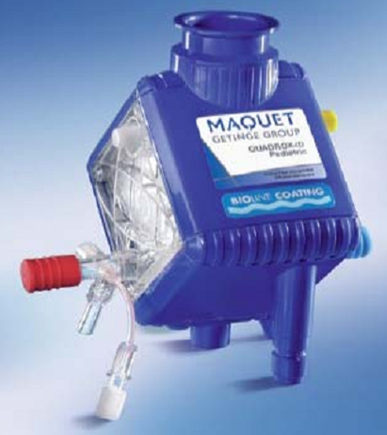 MAQUET
GETINGE GROUP
QUADROX-iD
Pediatric
BIOLINE COATING